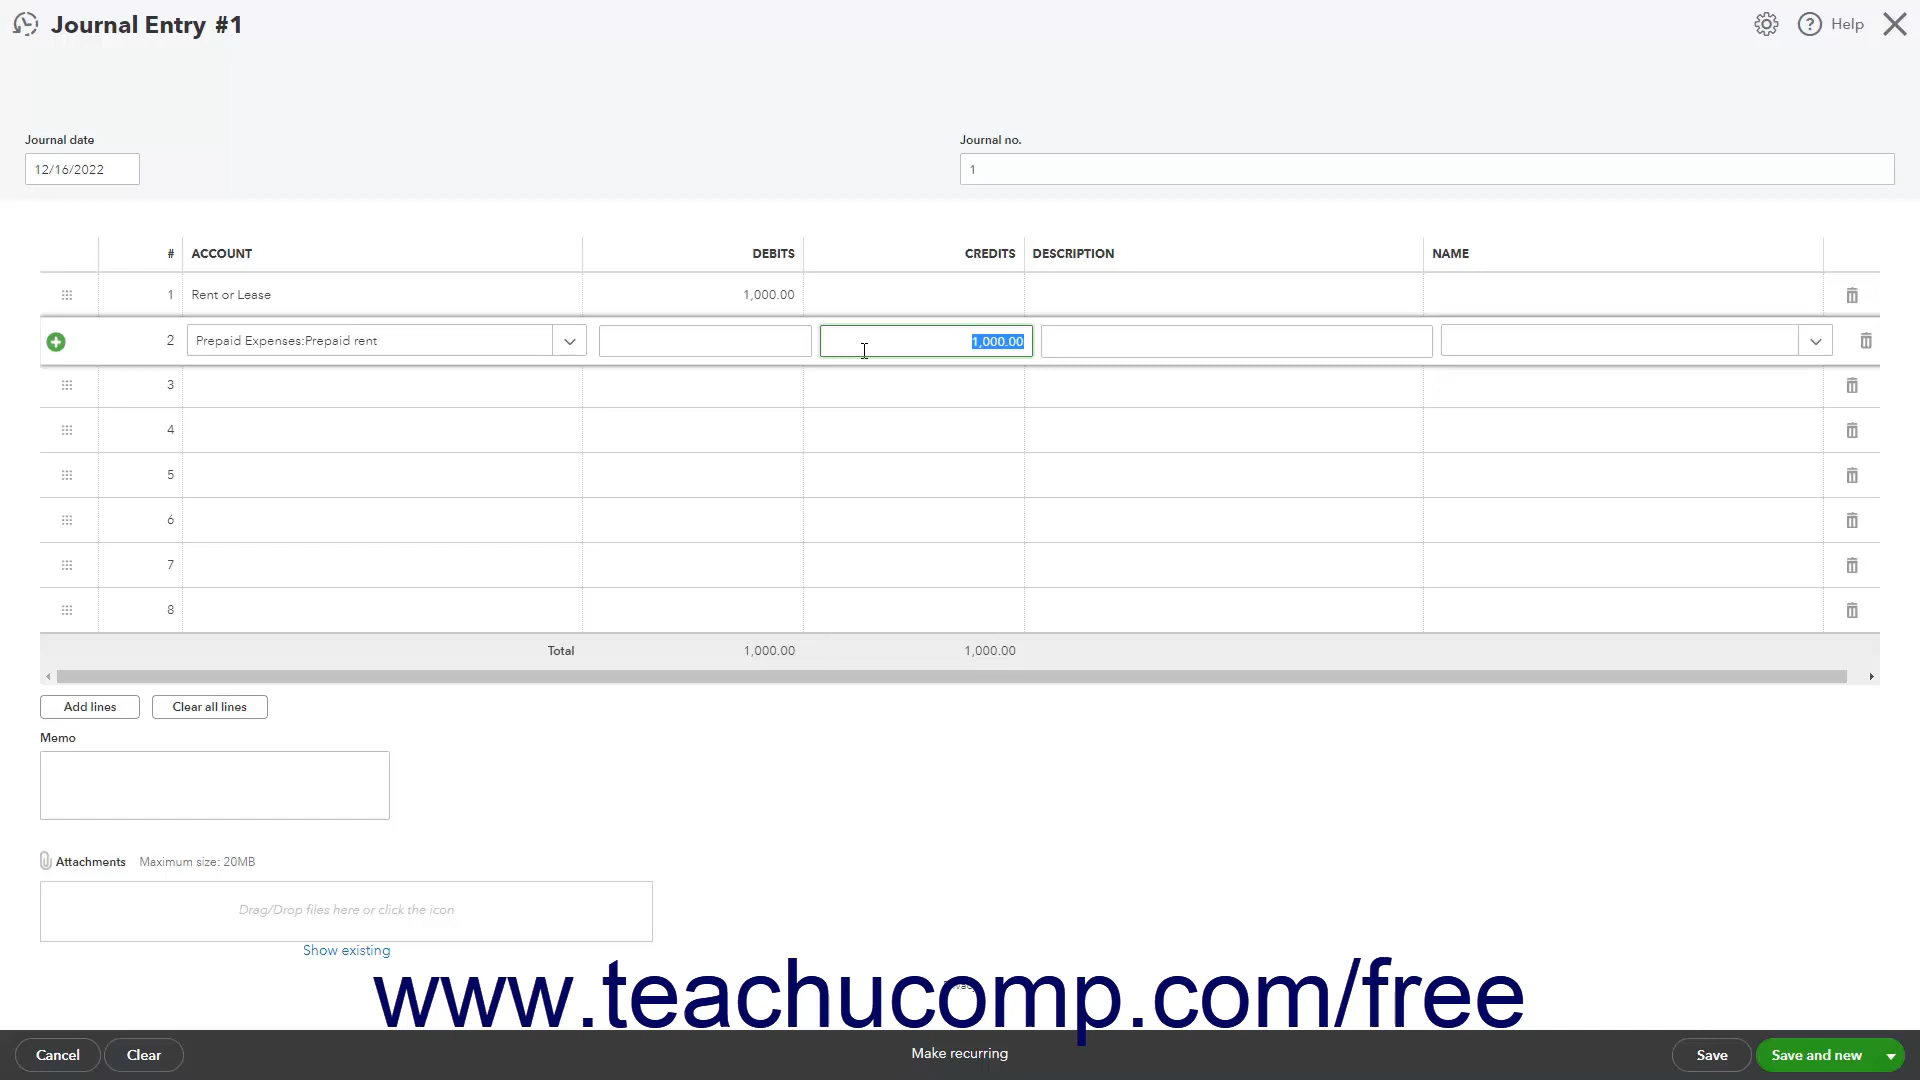 Journal Entry #1
Help
Journal date
Journal no.
12/16/2022
1
# ACCOUNT DEBITS CREDITS DESCRIPTION NAME
1 Rent or Lease 1,000.00
2 Prepaid Expenses:Prepaid rent 1,000.00
3
4
5
6
7
8
Total 1,000.00 1,000.00
Add lines Clear all lines
Memo
Attachments Maximum size: 20MB
Drag/Drop files here or click the icon
Show existing
www.teachucomp.com/free
Cancel Clear Make recurring Save Save and new